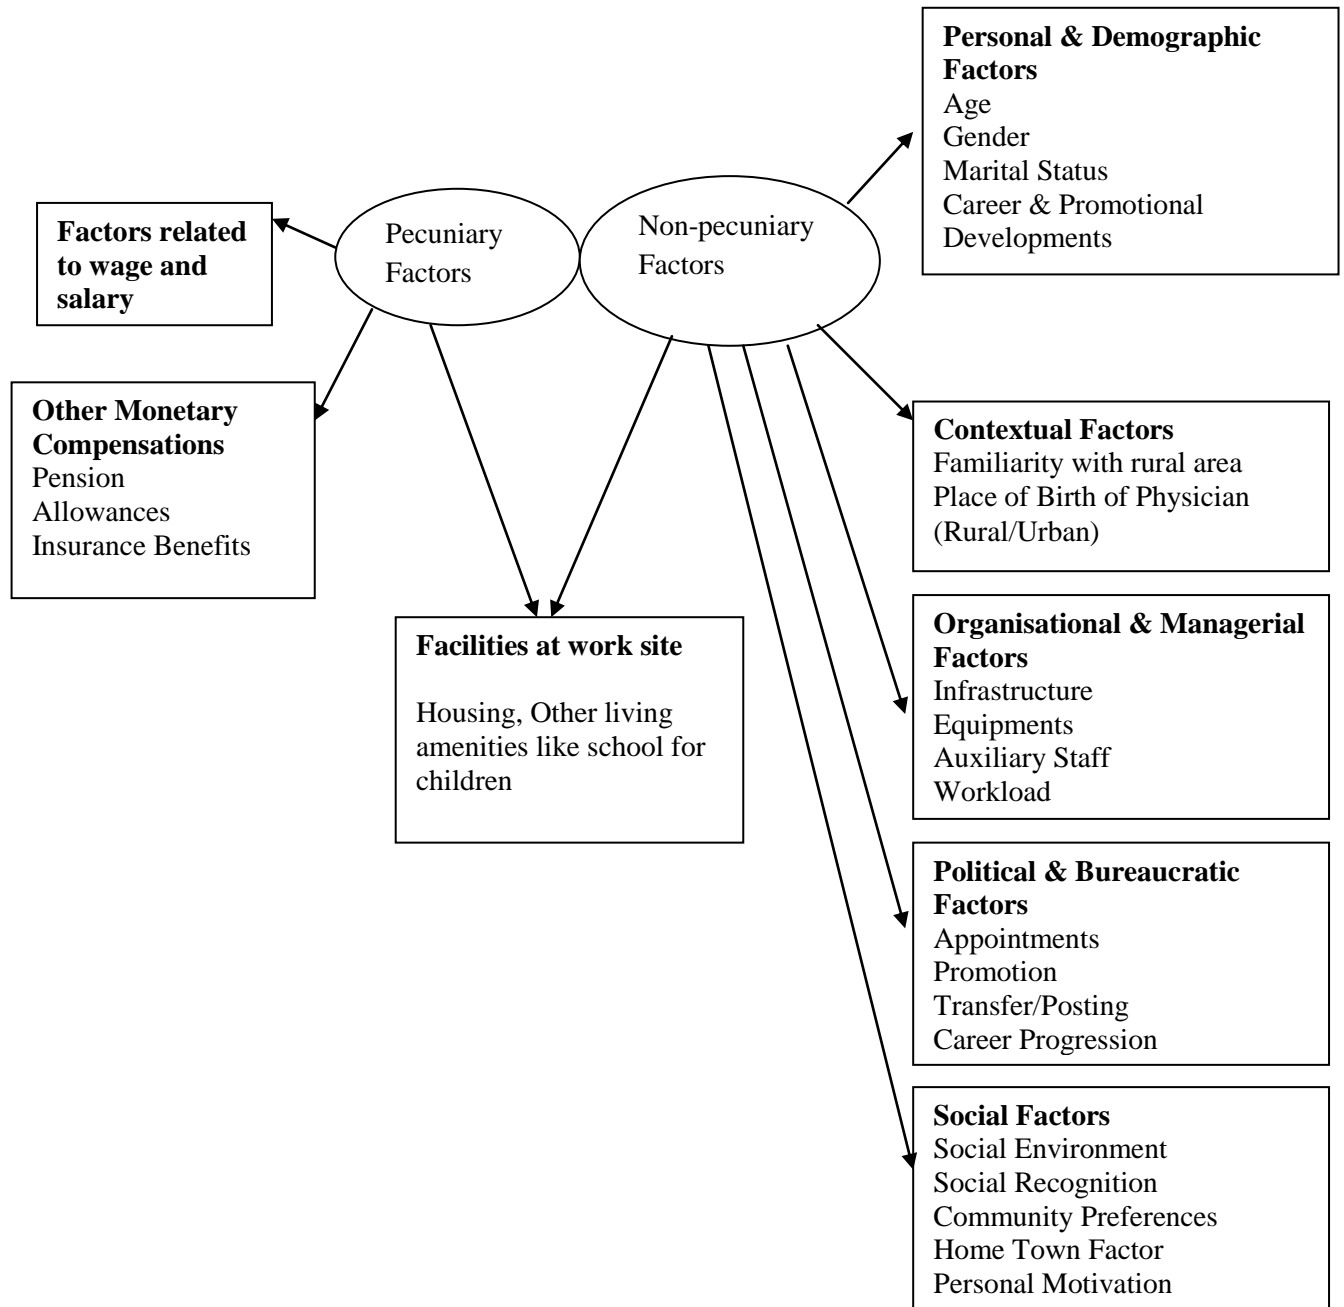 Personal & Demographic
Factors
Age
Gender
Marital Status
Career & Promotional
Developments
Pecuniary
Factors
Non-pecuniary
Factors
Factors related
to wage and
salary
Other Monetary
Compensations
Pension
Allowances
Insurance Benefits
Contextual Factors
Familiarity with rural area
Place of Birth of Physician
(Rural/Urban)
Facilities at work site
Housing, Other living
amenities like school for
children
Organisational & Managerial
Factors
Infrastructure
Equipments
Auxiliary Staff
Workload
Political & Bureaucratic
Factors
Appointments
Promotion
Transfer/Posting
Career Progression
Social Factors
Social Environment
Social Recognition
Community Preferences
Home Town Factor
Personal Motivation